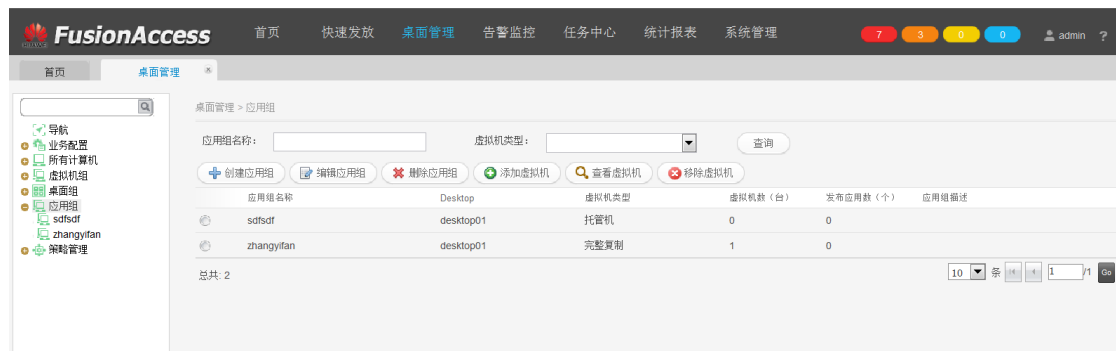 FusionAccess 首页 快速发放 桌面管理 告警监控 任务中心 统计报表 系统管理 7 3 0 0 admin ?
首页 桌面管理
导航
业务配置
所有计算机
虚拟机组
桌面组
应用组
sdfsdf
zhangyifan
策略管理
桌面管理 > 应用组
应用组名称: 虚拟机类型: 查询
创建应用组 编辑应用组 删除应用组 添加虚拟机 查看虚拟机 移除虚拟机
应用组名称 Desktop 虚拟机类型 虚拟机数（台） 发布应用数（个） 应用组描述
sdfsdf desktop01 托管机 0 0
zhangyifan desktop01 完整复制 1 0
总共: 2 10 条 1 /1 Go